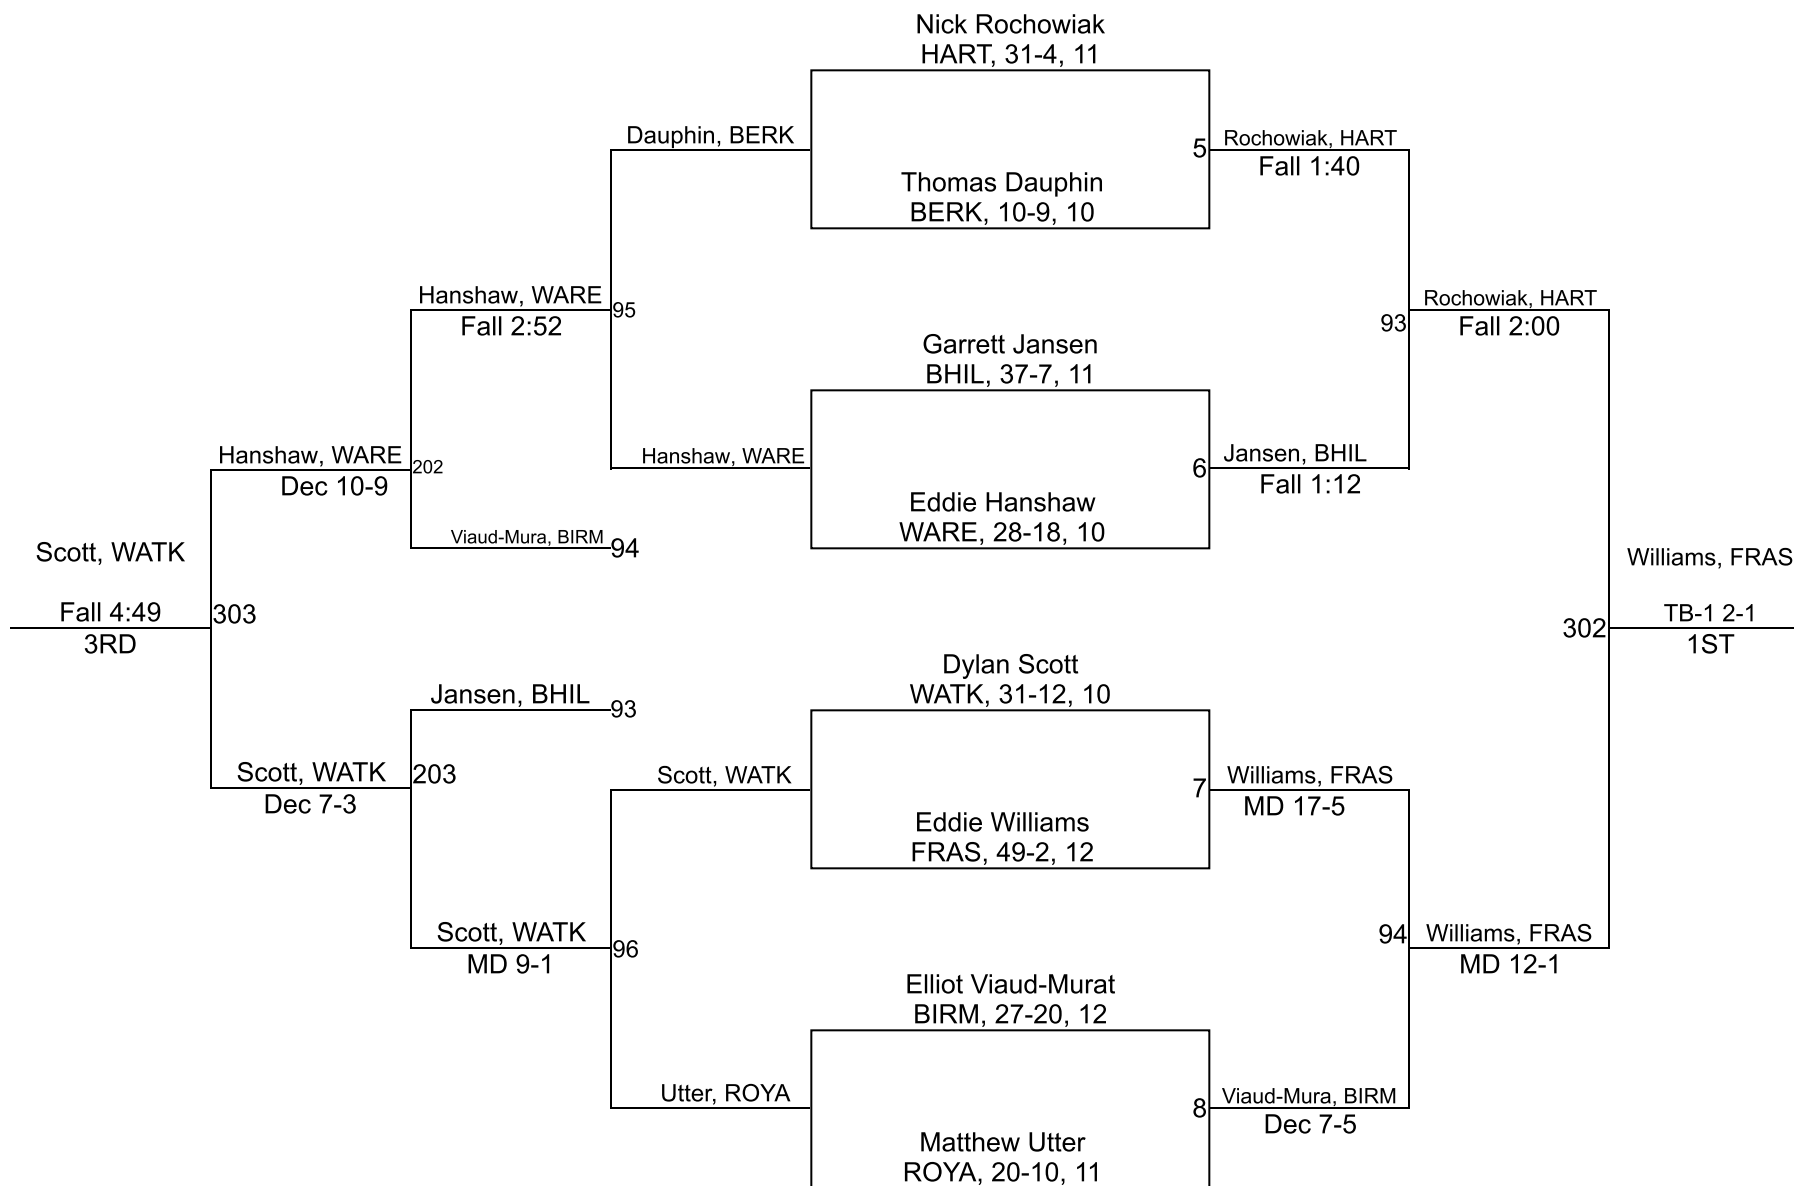 Nick Rochowiak
HART, 31-4, 11
Dauphin, BERK
5
Rochowiak, HART
Fall 1:40
Thomas Dauphin
BERK, 10-9, 10
Hanshaw, WARE
95
Fall 2:52
93
Rochowiak, HART
Fall 2:00
Garrett Jansen
BHIL, 37-7, 11
Hanshaw, WARE
202
Dec 10-9
Hanshaw, WARE
6
Jansen, BHIL
Fall 1:12
Eddie Hanshaw
WARE, 28-18, 10
Viaud-Mura, BIRM
94
Scott, WATK
Fall 4:49
303
3RD
Williams, FRAS
302
TB-1 2-1
1ST
Dylan Scott
WATK, 31-12, 10
Jansen, BHIL
93
Scott, WATK
203
Dec 7-3
Scott, WATK
7
Williams, FRAS
MD 17-5
Eddie Williams
FRAS, 49-2, 12
Scott, WATK
96
MD 9-1
94
Williams, FRAS
MD 12-1
Elliot Viaud-Murat
BIRM, 27-20, 12
Utter, ROYA
8
Viaud-Mura, BIRM
Dec 7-5
Matthew Utter
ROYA, 20-10, 11